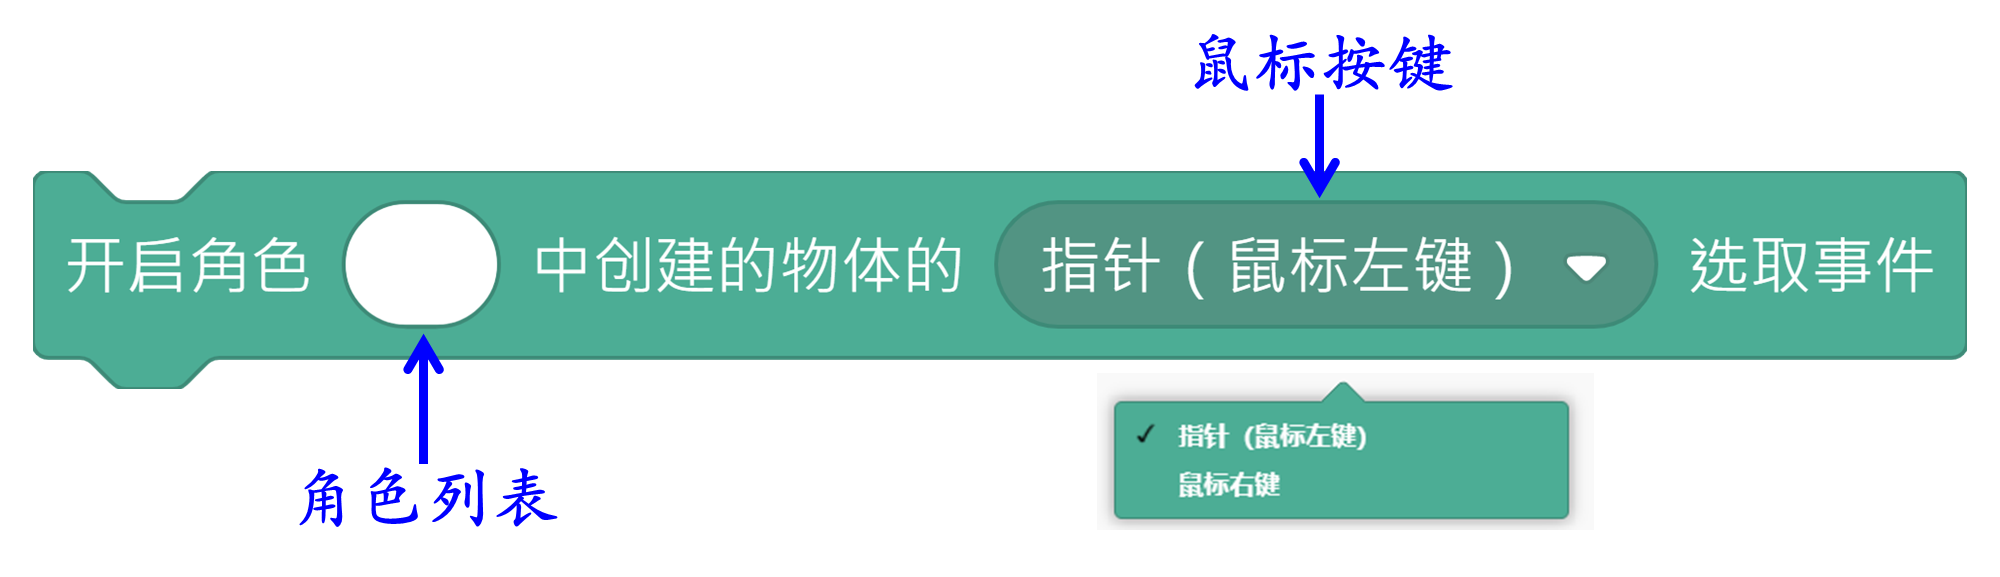 鼠标按键
开启角色 中创建的物体的 指针(鼠标左键) 选取事件
✓ 指针 (鼠标左键)
鼠标右键
角色列表